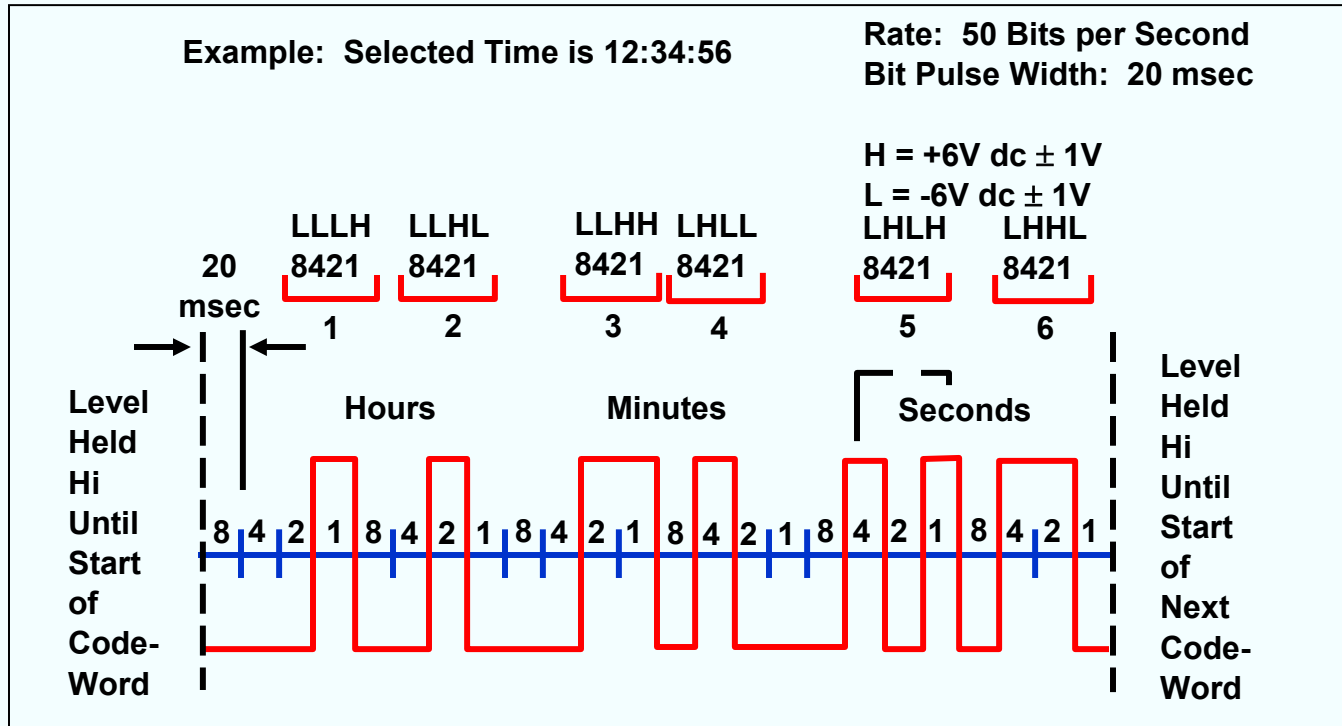 Example: Selected Time is 12:34:56
Rate: 50 Bits per Second
Bit Pulse Width: 20 msec
H = +6V dc ± 1V
L = -6V dc ± 1V
LLLH LLHL LLHH LHLL LHLH LHHL
8421 8421 8421 8421 8421 8421
1 2 3 4 5 6
20
msec
Hours Minutes Seconds
Level
Held
Hi
Until
Start
of
Code-
Word
8 4 2 1 8 4 2 1 8 4 2 1 8 4 2 1 8 4 2 1 8 4 2 1
Level
Held
Hi
Until
Start
of
Next
Code-
Word